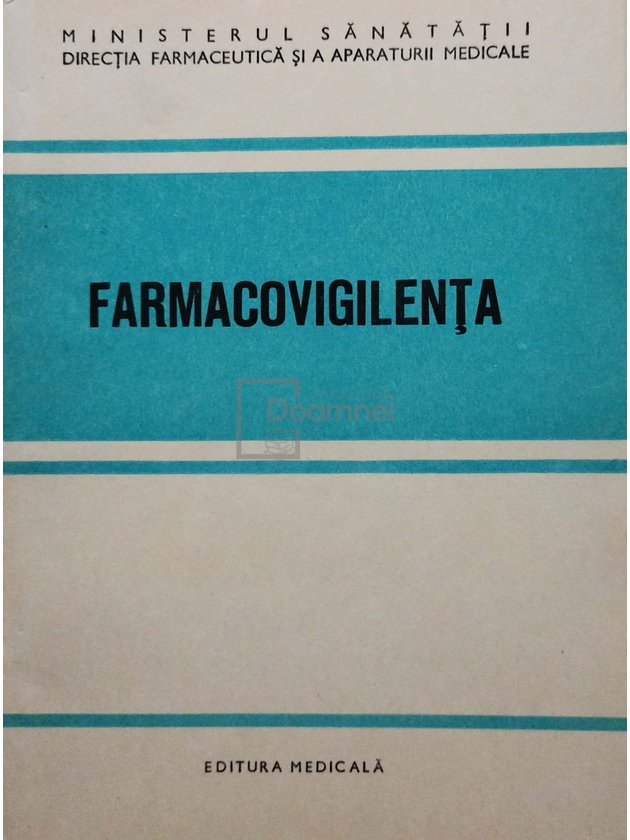 MINISTERUL SĂNĂTĂŢII
DIRECŢIA FARMACEUTICĂ ŞI A APARATURII MEDICALE
FARMACOVIGILENŢA
Doamnei
EDITURA MEDICALĂ